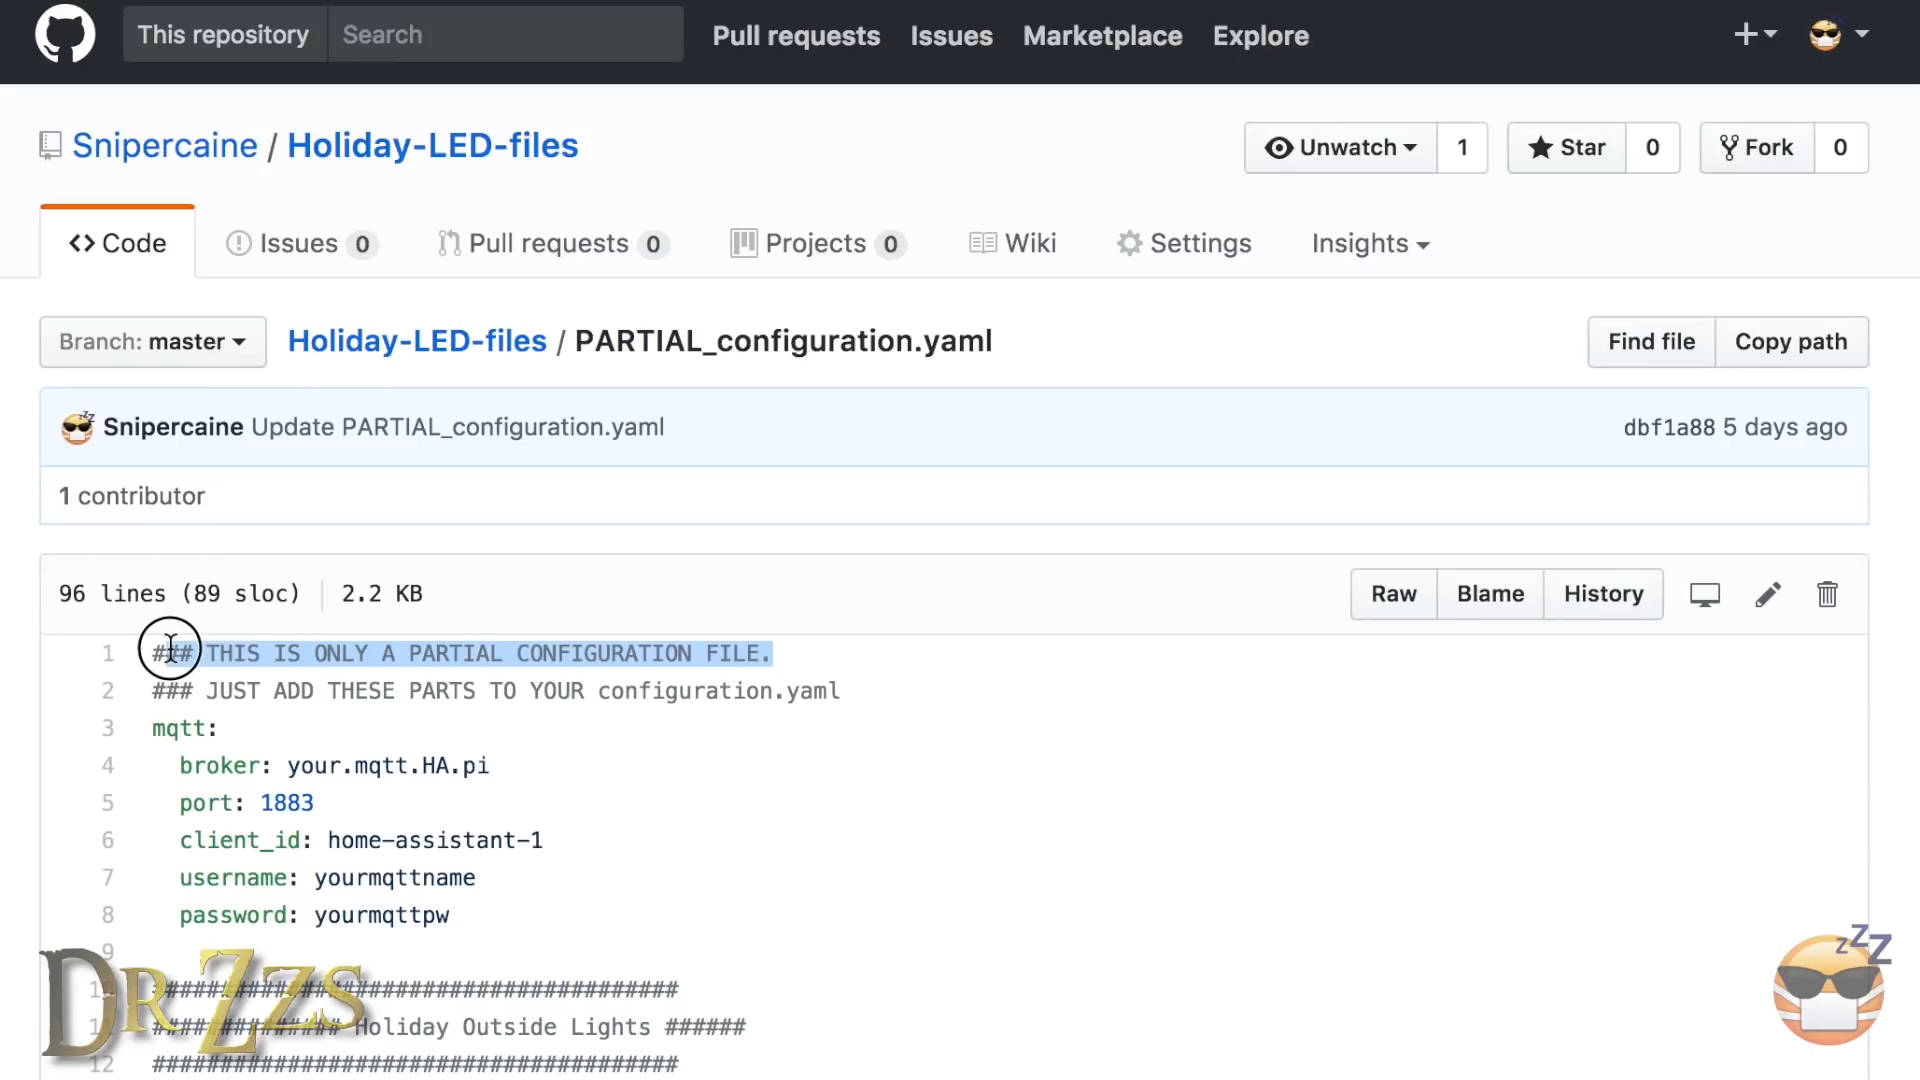 This repository Search Pull requests Issues Marketplace Explore
Snipercaine / Holiday-LED-files Unwatch 1 Star 0 Fork 0
<> Code Issues 0 Pull requests 0 Projects 0 Wiki Settings Insights
Branch: master Holiday-LED-files / PARTIAL_configuration.yaml Find file Copy path
Snipercaine Update PARTIAL_configuration.yaml dbf1a88 5 days ago
1 contributor
96 lines (89 sloc) 2.2 KB Raw Blame History
1 ### THIS IS ONLY A PARTIAL CONFIGURATION FILE.
2 ### JUST ADD THESE PARTS TO YOUR configuration.yaml
3 mqtt:
4 broker: your.mqtt.HA.pi
5 port: 1883
6 client_id: home-assistant-1
7 username: yourmqttname
8 password: yourmqttpw
9
10 #######################################
11 ############## Holiday Outside Lights ######
12 #######################################
DrZzs
zzZ